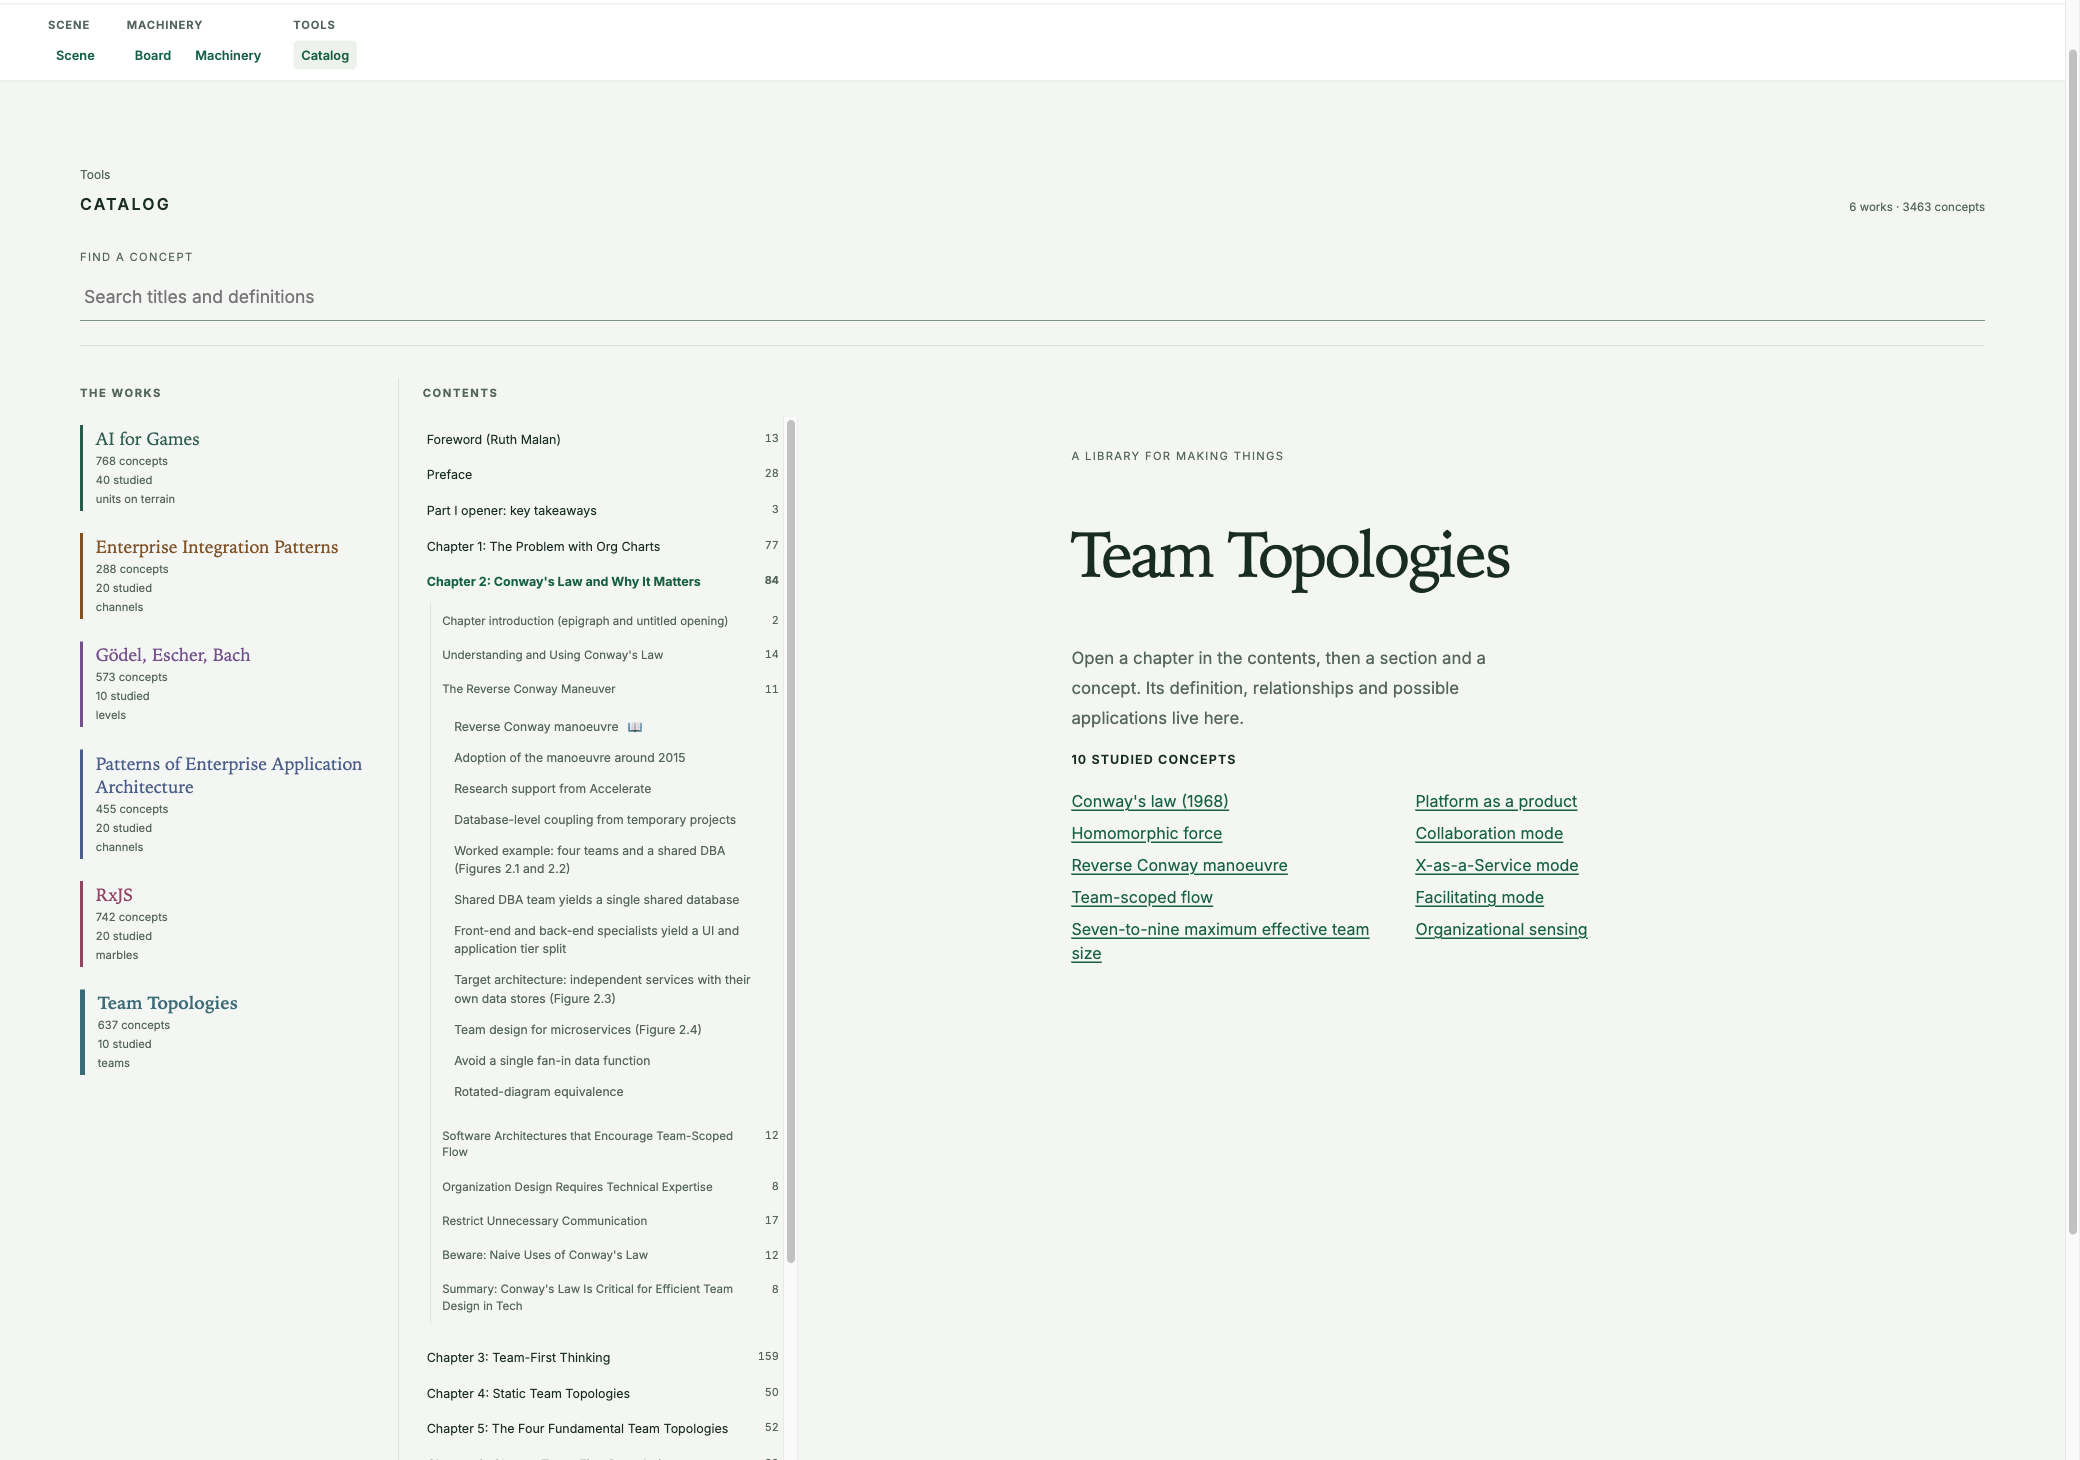 SCENE
MACHINERY
TOOLS
Scene
Board
Machinery
Catalog
Tools
CATALOG
6 works · 3463 concepts
FIND A CONCEPT
Search titles and definitions
THE WORKS
AI for Games
768 concepts
40 studied
units on terrain
Enterprise Integration Patterns
288 concepts
20 studied
channels
Gödel, Escher, Bach
573 concepts
10 studied
levels
Patterns of Enterprise Application
Architecture
455 concepts
20 studied
channels
RxJS
742 concepts
20 studied
marbles
Team Topologies
637 concepts
10 studied
teams
CONTENTS
Foreword (Ruth Malan) 13
Preface 28
Part I opener: key takeaways 3
Chapter 1: The Problem with Org Charts 77
Chapter 2: Conway's Law and Why It Matters 84
Chapter introduction (epigraph and untitled opening) 2
Understanding and Using Conway's Law 14
The Reverse Conway Maneuver 11
Reverse Conway manoeuvre
Adoption of the manoeuvre around 2015
Research support from Accelerate
Database-level coupling from temporary projects
Worked example: four teams and a shared DBA
(Figures 2.1 and 2.2)
Shared DBA team yields a single shared database
Front-end and back-end specialists yield a UI and
application tier split
Target architecture: independent services with their
own data stores (Figure 2.3)
Team design for microservices (Figure 2.4)
Avoid a single fan-in data function
Rotated-diagram equivalence
Software Architectures that Encourage Team-Scoped 12
Flow
Organization Design Requires Technical Expertise 8
Restrict Unnecessary Communication 17
Beware: Naive Uses of Conway's Law 12
Summary: Conway's Law Is Critical for Efficient Team 8
Design in Tech
Chapter 3: Team-First Thinking 159
Chapter 4: Static Team Topologies 50
Chapter 5: The Four Fundamental Team Topologies 52
A LIBRARY FOR MAKING THINGS
Team Topologies
Open a chapter in the contents, then a section and a
concept. Its definition, relationships and possible
applications live here.
10 STUDIED CONCEPTS
Conway's law (1968)
Homomorphic force
Reverse Conway manoeuvre
Team-scoped flow
Seven-to-nine maximum effective team
size
Platform as a product
Collaboration mode
X-as-a-Service mode
Facilitating mode
Organizational sensing